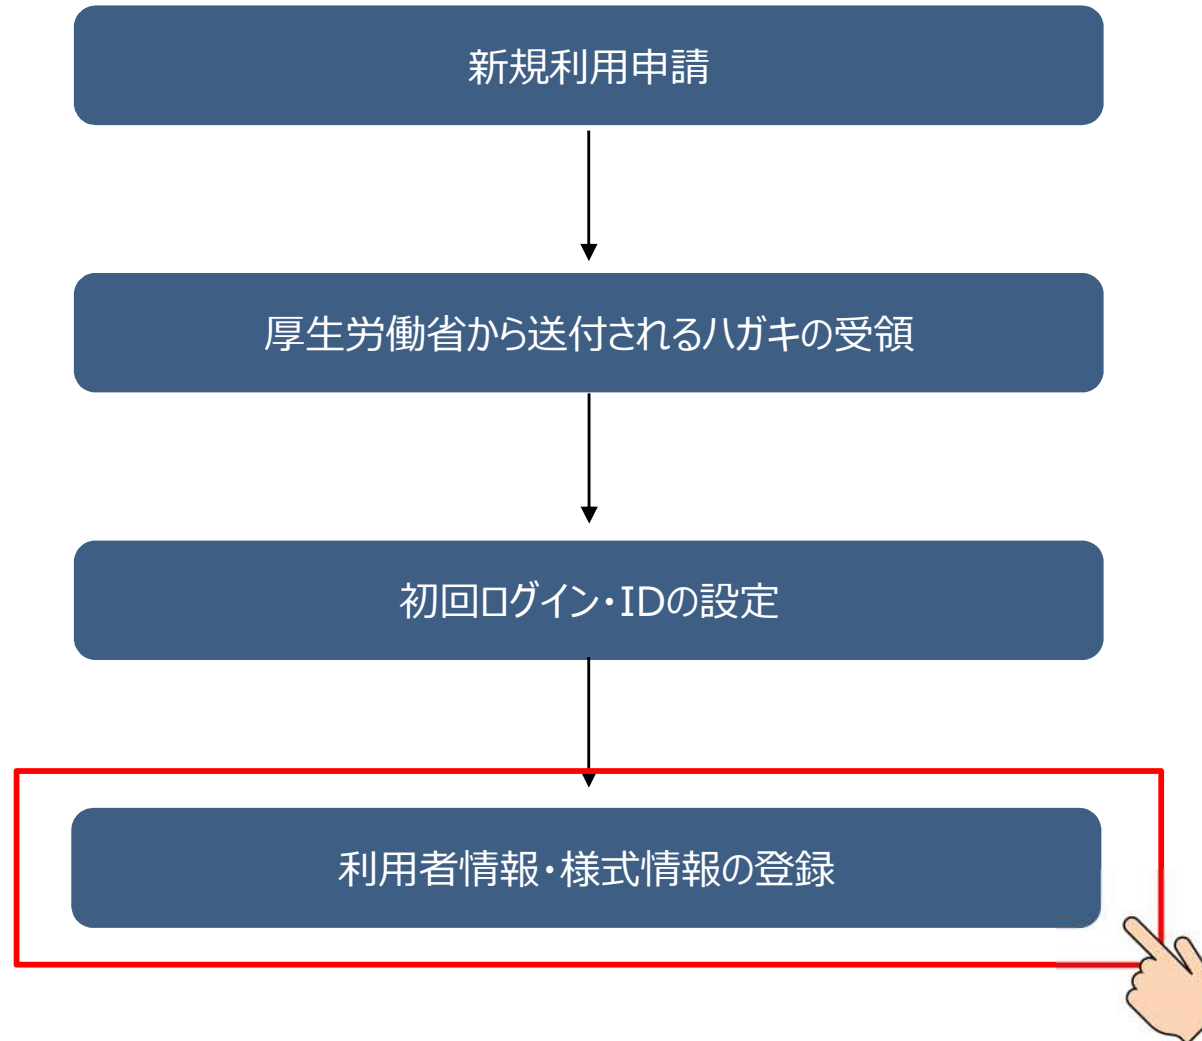 新規利用申請
厚生労働省から送付されるハガキの受領
初回ログイン・IDの設定
利用者情報・様式情報の登録